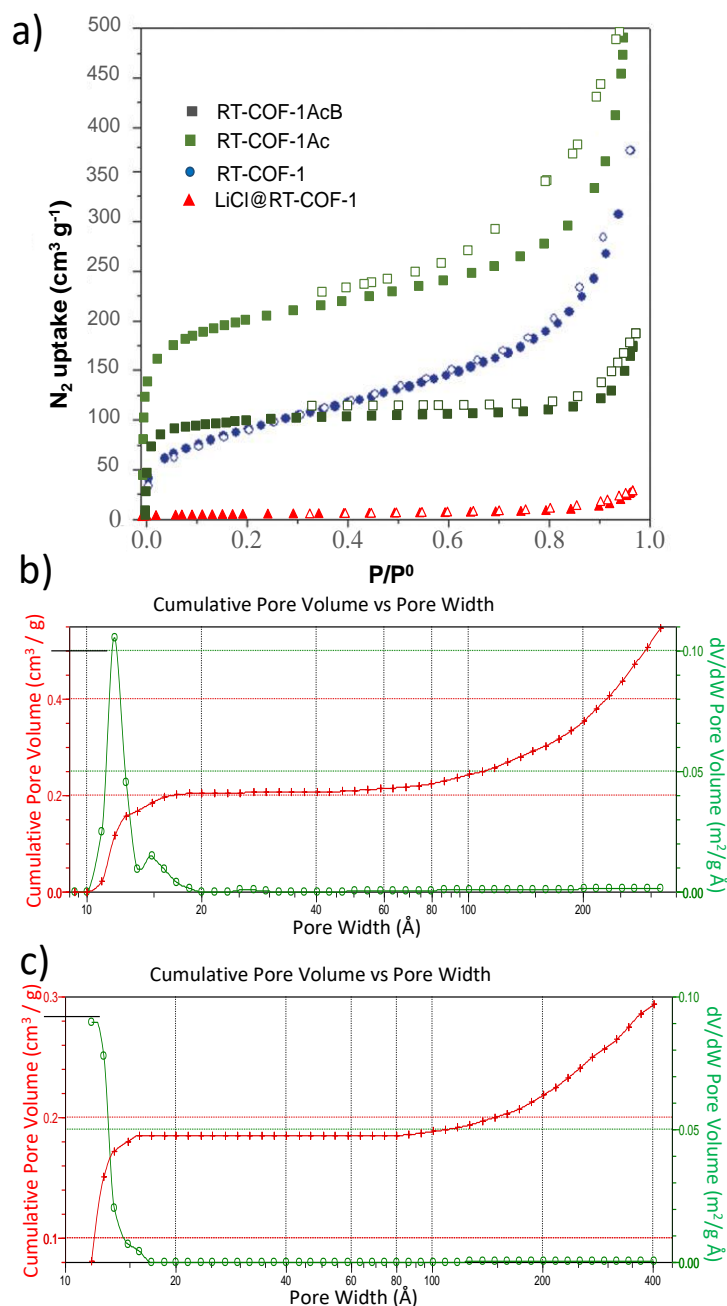 a)
500
450
400
350
300
250
200
150
100
50
0
N2 uptake (cm3 g-1)
RT-COF-1AcB
RT-COF-1Ac
RT-COF-1
LiCl@RT-COF-1
0.0 0.2 0.4 0.6 0.8 1.0
P/P0
b)
Cumulative Pore Volume vs Pore Width
Cumulative Pore Volume (cm3 / g)
0.4
0.2
0.0
0.10
0.05
0.00
dV/dW Pore Volume (m2/g Å)
10 20 40 60 80 100 200
Pore Width (Å)
c)
Cumulative Pore Volume vs Pore Width
Cumulative Pore Volume (cm3 / g)
0.3
0.2
0.1
0.10
0.05
0.00
dV/dW Pore Volume (m2/g Å)
10 20 40 60 80 100 200 400
Pore Width (Å)